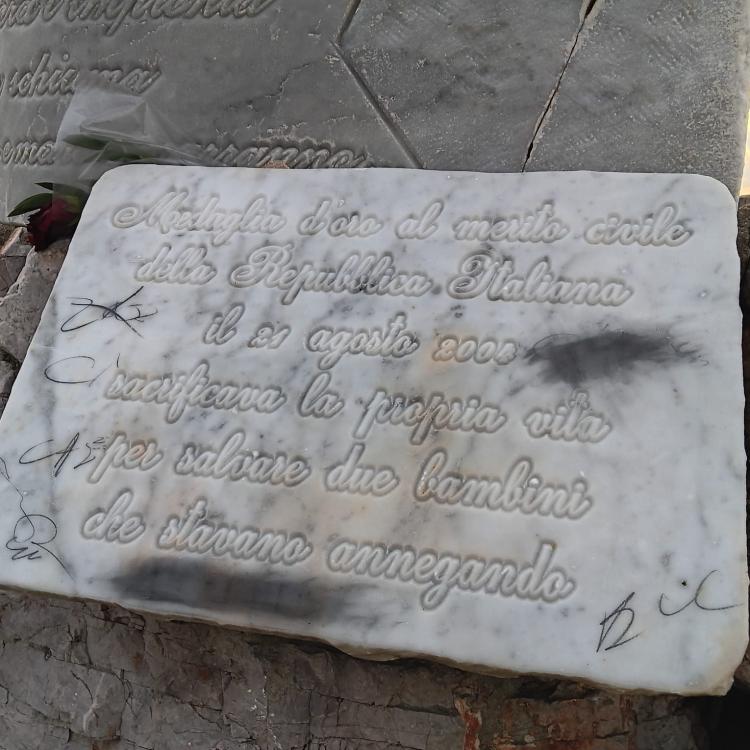 schiuma
Medaglia d'oro al merito civile
della Repubblica Italiana
il 21 agosto 2008
sacrificava la propria vita
per salvare due bambini
che stavano annegando